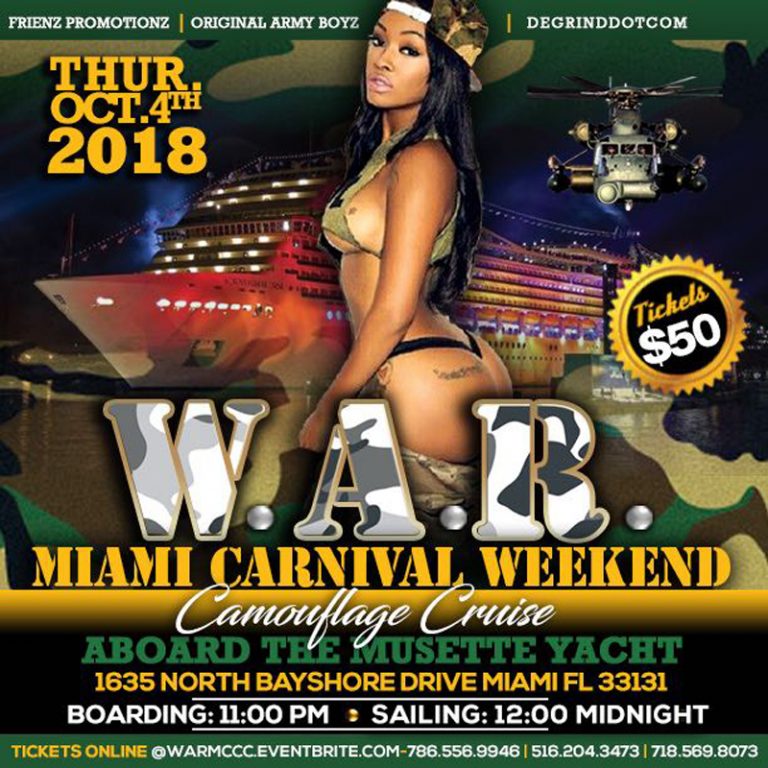 FRIENZ PROMOTIONZ | ORIGINAL ARMY BOYZ | DEGRINDDOTCOM
THUR.
OCT.4TH
2018
Tickets
$50
W.A.R.
MIAMI CARNIVAL WEEKEND
Camouflage Cruise
ABOARD THE MUSETTE YACHT
1635 NORTH BAYSHORE DRIVE MIAMI FL 33131
BOARDING: 11:00 PM • SAILING: 12:00 MIDNIGHT
TICKETS ONLINE @WARMCCC.EVENTBRITE.COM-786.556.9946 | 516.204.3473 | 718.569.8073